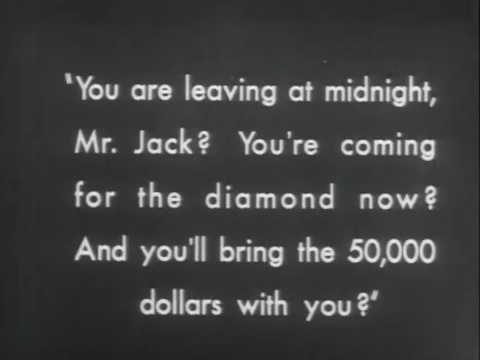 "You are leaving at midnight,
Mr. Jack? You're coming
for the diamond now?
And you'll bring the 50,000
dollars with you?"